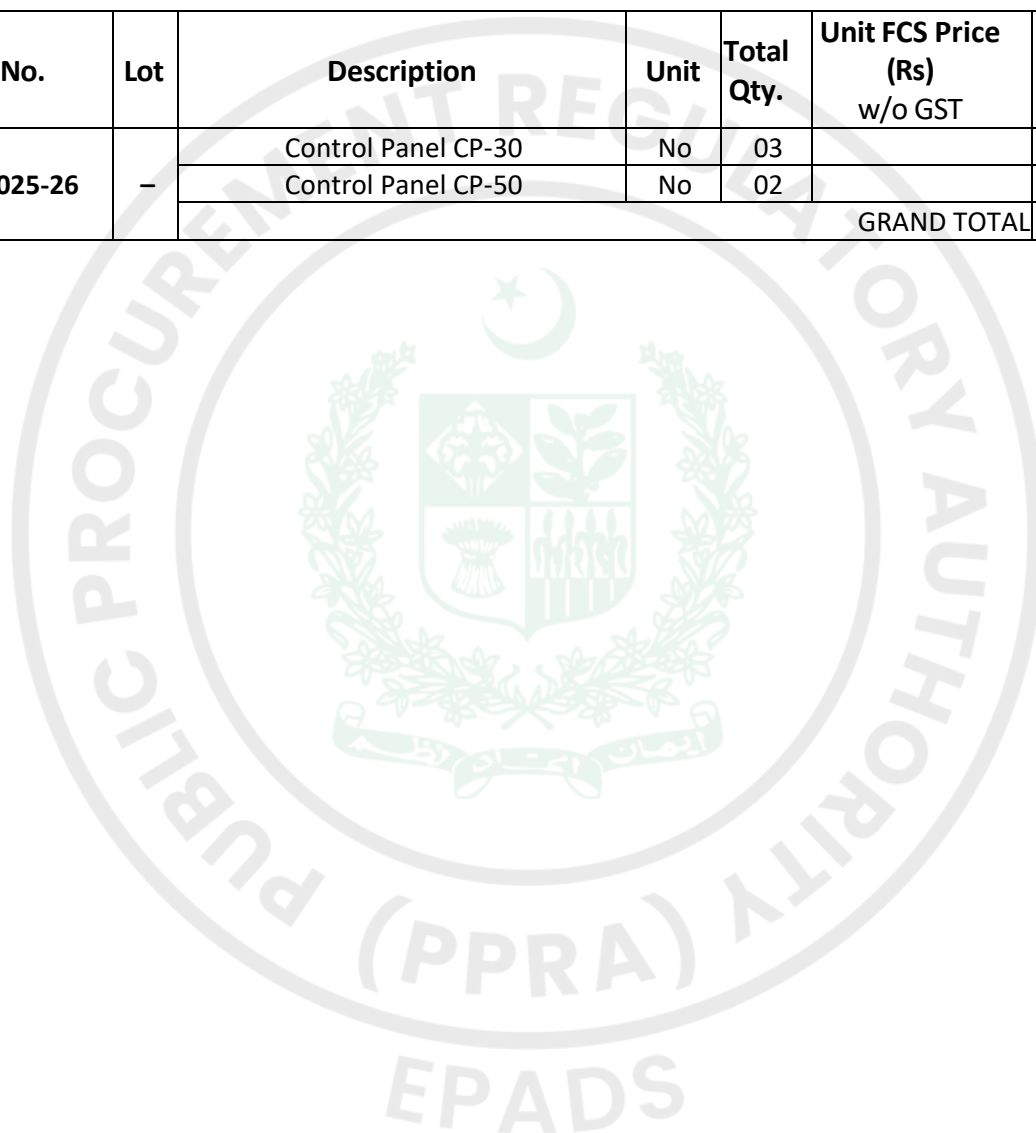 No. Lot Description Unit Total Qty. Unit FCS Price (Rs) w/o GST
Control Panel CP-30 No 03
025-26 – Control Panel CP-50 No 02
GRAND TOTAL
PUBLIC PROCUREMENT REGULATORY AUTHORITY
(PPRA)
EPADS